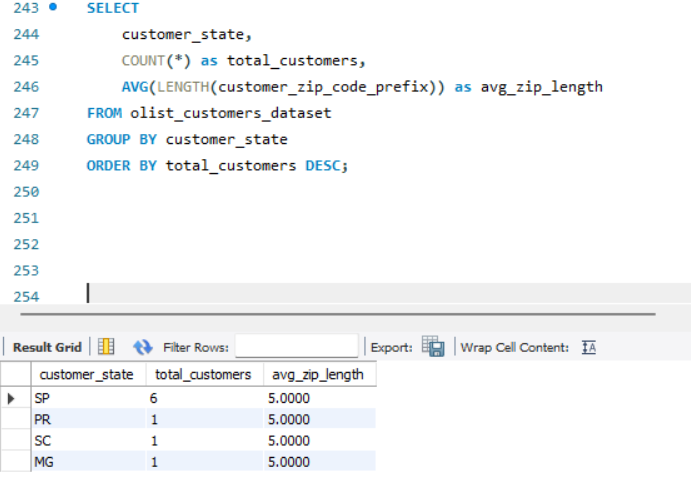 243 SELECT
244 customer_state,
245 COUNT(*) as total_customers,
246 AVG(LENGTH(customer_zip_code_prefix)) as avg_zip_length
247 FROM olist_customers_dataset
248 GROUP BY customer_state
249 ORDER BY total_customers DESC;
250
251
252
253
254
Result Grid Filter Rows: Export: Wrap Cell Content: IA
customer_state total_customers avg_zip_length
SP 6 5.0000
PR 1 5.0000
SC 1 5.0000
MG 1 5.0000